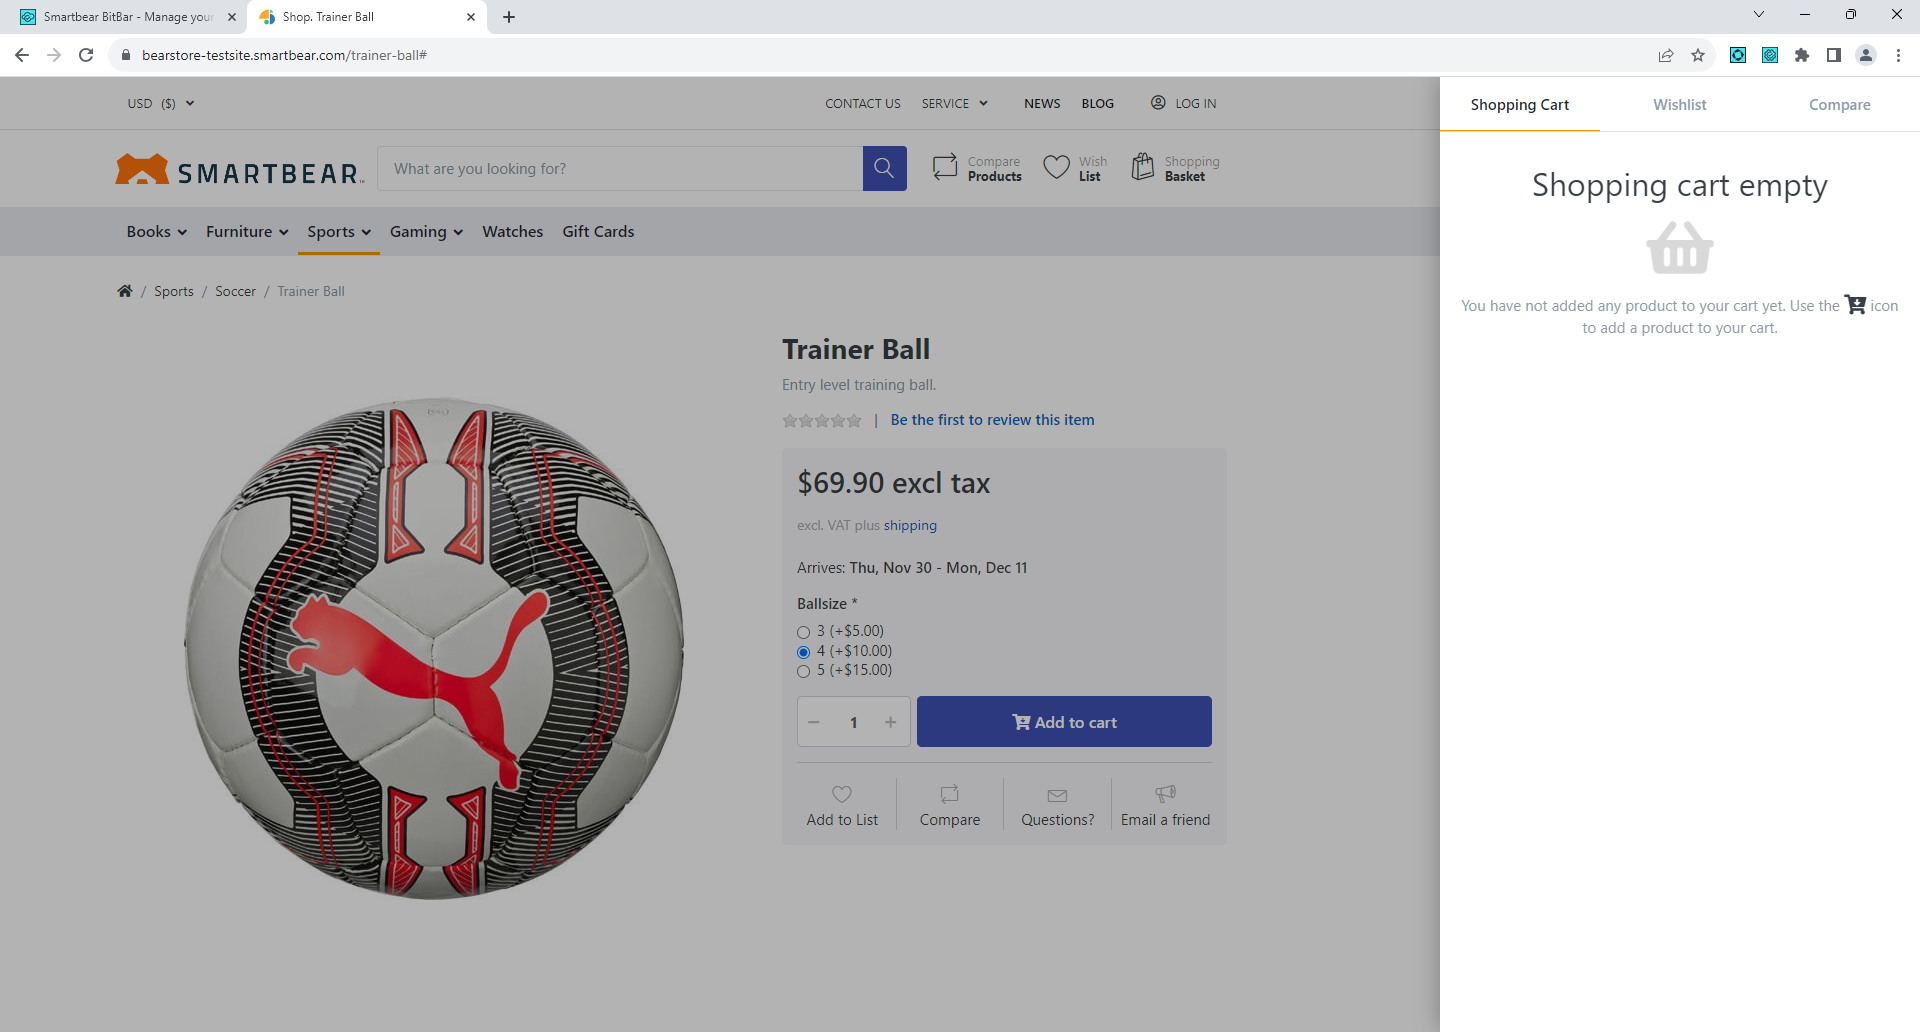 Smartbear BitBar - Manage your
Shop. Trainer Ball
bearstore-testsite.smartbear.com/trainer-ball#
USD ($)
CONTACT US SERVICE NEWS BLOG LOG IN
SMARTBEAR™
What are you looking for?
Compare
Products
Wish
List
Shopping
Basket
Books Furniture Sports Gaming Watches Gift Cards
/ Sports / Soccer / Trainer Ball
Trainer Ball
Entry level training ball.
| Be the first to review this item
$69.90 excl tax
excl. VAT plus shipping
Arrives: Thu, Nov 30 - Mon, Dec 11
Ballsize *
3 (+$5.00)
4 (+$10.00)
5 (+$15.00)
− 1 +
Add to cart
Add to List Compare Questions? Email a friend
Shopping Cart Wishlist Compare
Shopping cart empty
You have not added any product to your cart yet. Use the icon
to add a product to your cart.